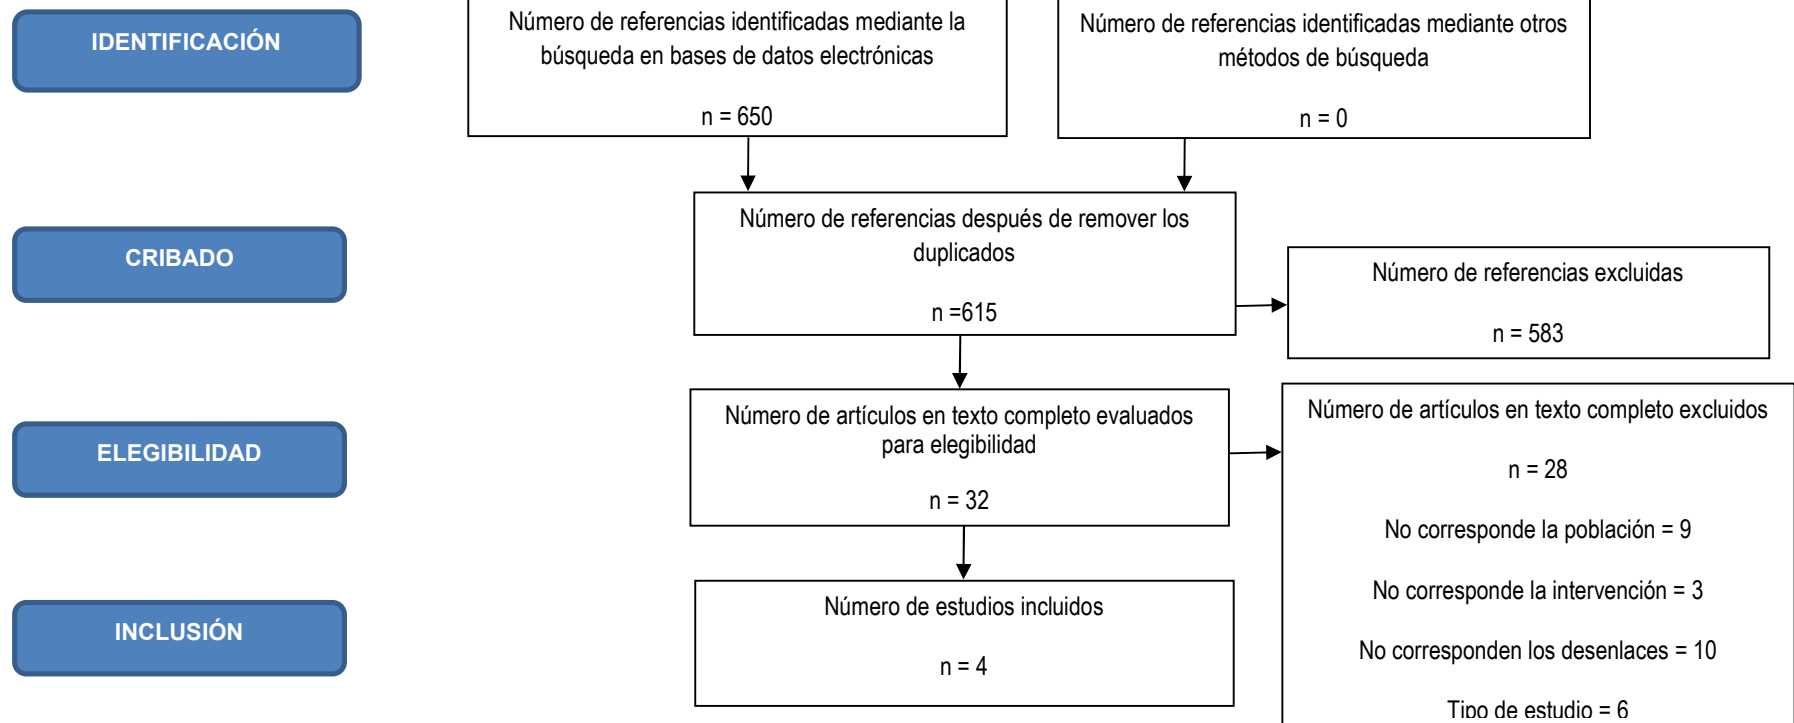 IDENTIFICACIÓN
Número de referencias identificadas mediante la
búsqueda en bases de datos electrónicas
n = 650
Número de referencias identificadas mediante otros
métodos de búsqueda
n = 0
CRIBADO
Número de referencias después de remover los
duplicados
n =615
Número de referencias excluidas
n = 583
ELEGIBILIDAD
Número de artículos en texto completo evaluados
para elegibilidad
n = 32
Número de artículos en texto completo excluidos
n = 28
No corresponde la población = 9
No corresponde la intervención = 3
No corresponden los desenlaces = 10
Tipo de estudio = 6
INCLUSIÓN
Número de estudios incluidos
n = 4